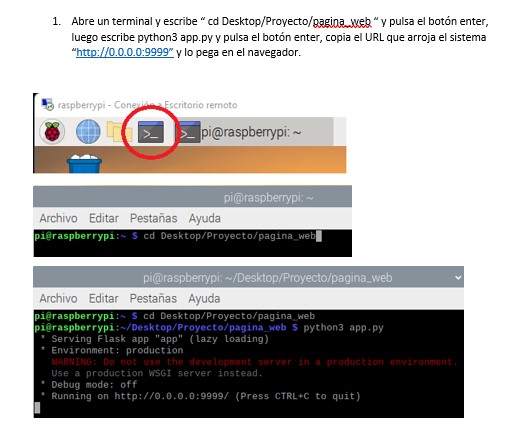 1. Abre un terminal y escribe “ cd Desktop/Proyecto/pagina_web “ y pulsa el botón enter,
luego escribe python3 app.py y pulsa el botón enter, copia el URL que arroja el sistema
“http://0.0.0.0:9999” y lo pega en el navegador.
raspberrypi - Conexión a Escritorio remoto
pi@raspberrypi: ~
pi@raspberrypi: ~
Archivo Editar Pestañas Ayuda
pi@raspberrypi:~ $ cd Desktop/Proyecto/pagina_web
pi@raspberrypi: ~/Desktop/Proyecto/pagina_web
Archivo Editar Pestañas Ayuda
pi@raspberrypi:~ $ cd Desktop/Proyecto/pagina_web
pi@raspberrypi:~/Desktop/Proyecto/pagina_web $ python3 app.py
* Serving Flask app "app" (lazy loading)
* Environment: production
WARNING: Do not use the development server in a production environment.
Use a production WSGI server instead.
* Debug mode: off
* Running on http://0.0.0.0:9999/ (Press CTRL+C to quit)